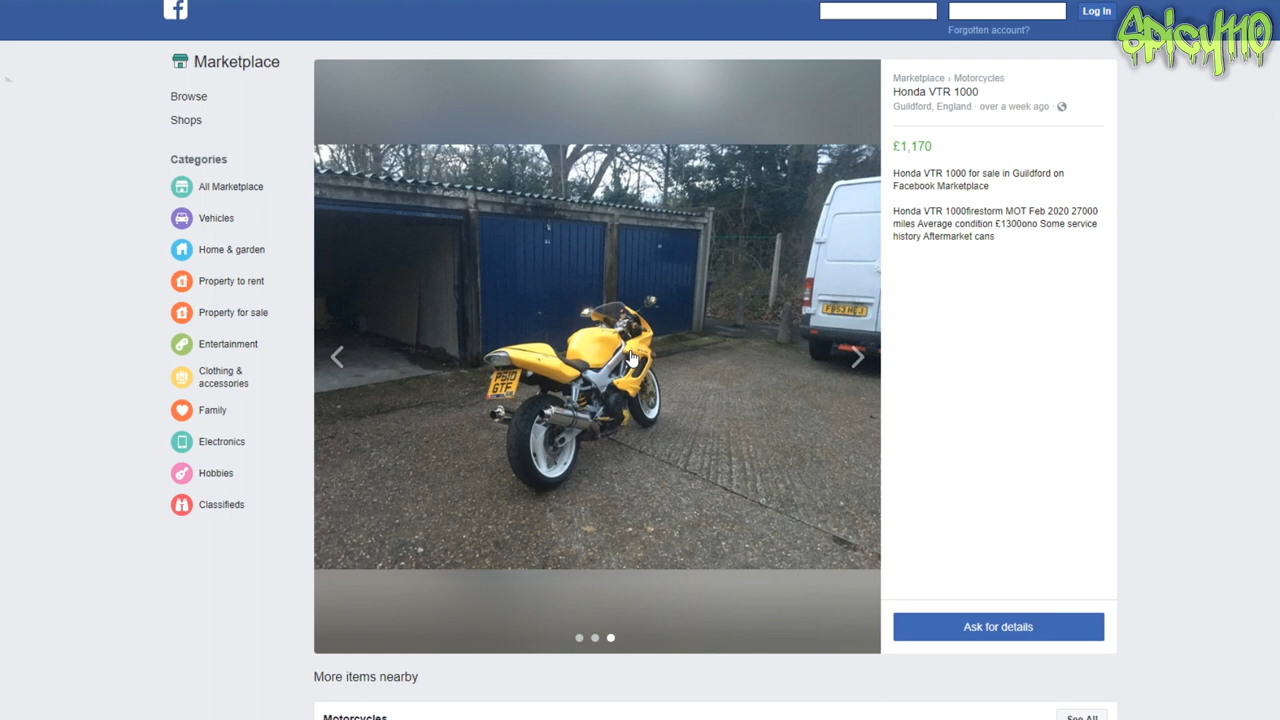 f
Log In
Forgotten account?
SPICY110
Marketplace
Browse
Shops
Categories
All Marketplace
Vehicles
Home & garden
Property to rent
Property for sale
Entertainment
Clothing &
accessories
Family
Electronics
Hobbies
Classifieds
GTF
Marketplace › Motorcycles
Honda VTR 1000
Guildford, England · over a week ago ·
£1,170
Honda VTR 1000 for sale in Guildford on
Facebook Marketplace
Honda VTR 1000firestorm MOT Feb 2020 27000
miles Average condition £1300ono Some service
history Aftermarket cans
Ask for details
More items nearby
Motorcycles
See All